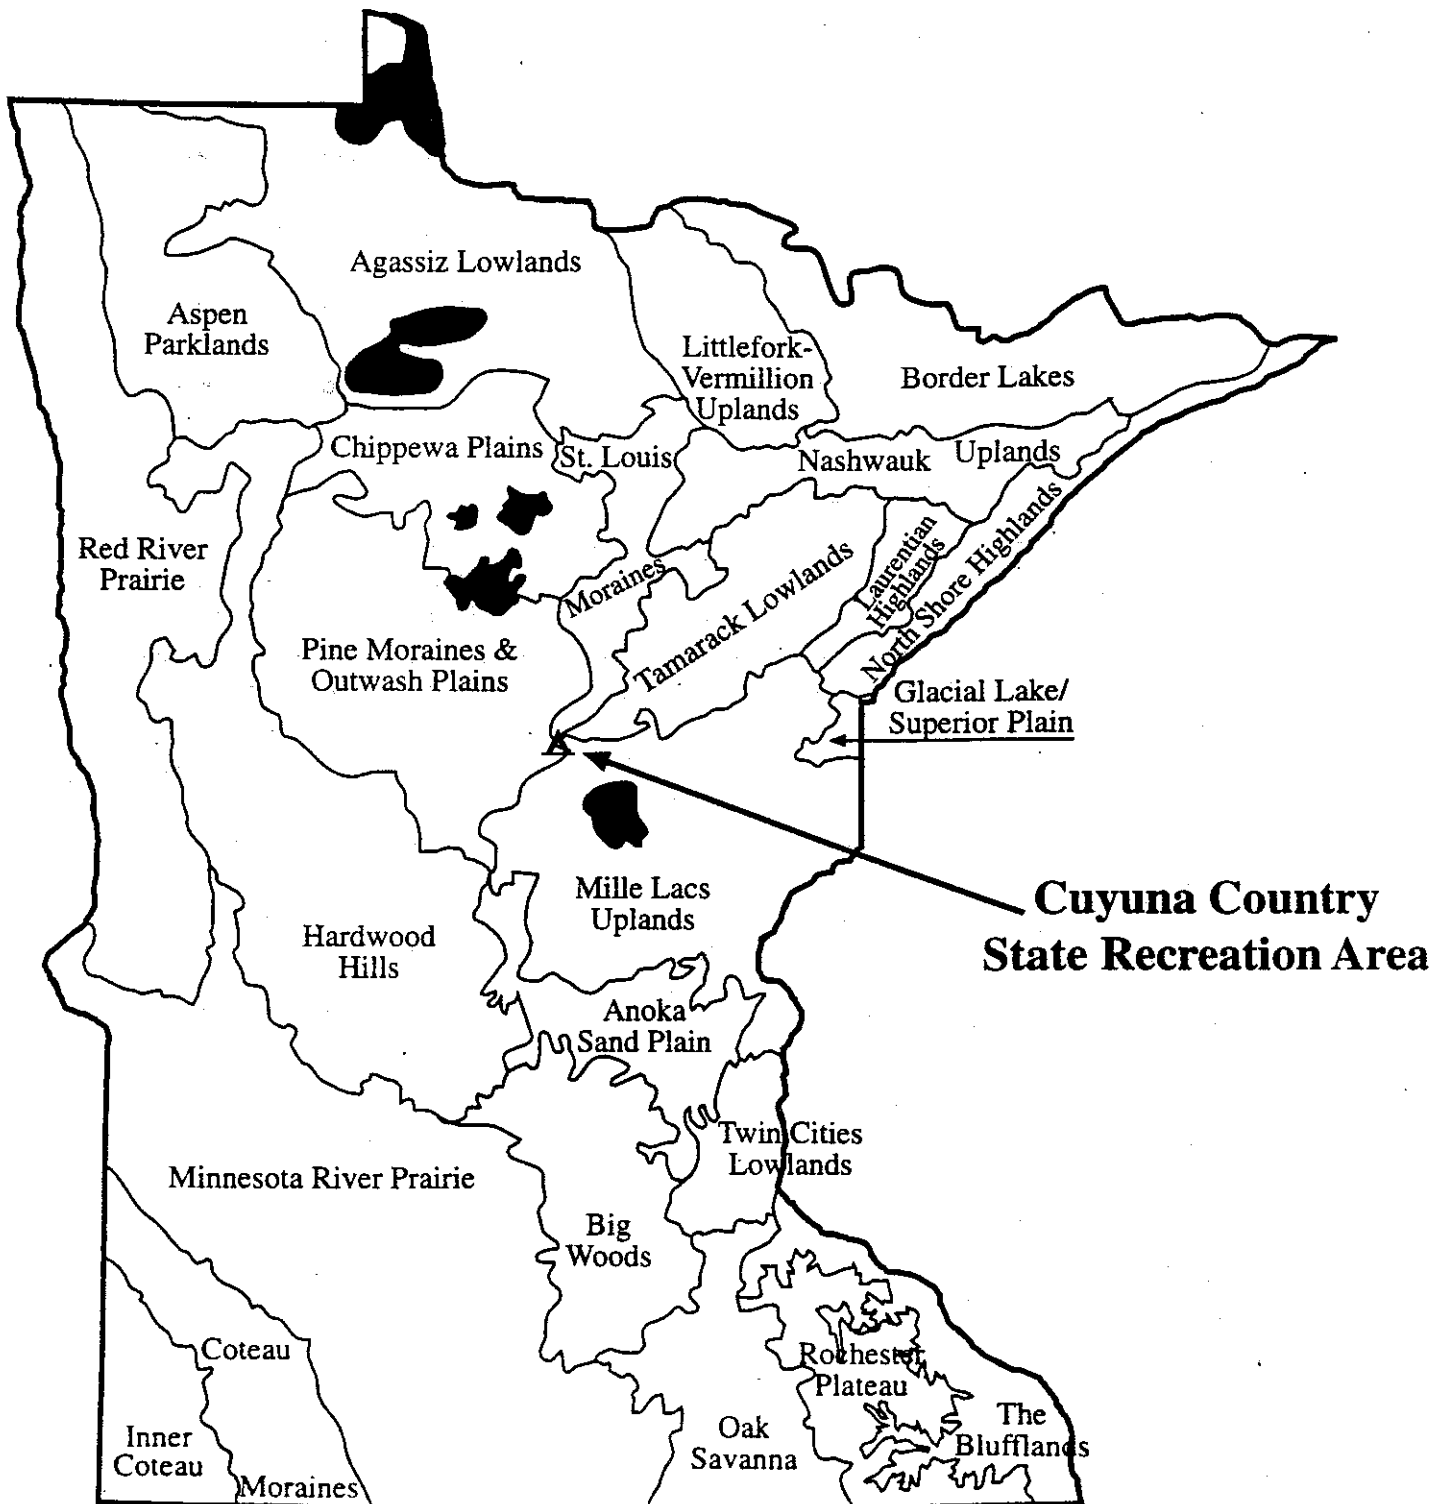 Agassiz Lowlands
Aspen
Parklands
Littlefork-
Vermillion
Uplands
Border Lakes
Chippewa Plains
St. Louis
Moraines
Nashwauk
Uplands
Red River
Prairie
Laurentian
Highlands
North Shore Highlands
Tamarack Lowlands
Pine Moraines &
Outwash Plains
Glacial Lake/
Superior Plain
Cuyuna Country
State Recreation Area
Mille Lacs
Uplands
Hardwood
Hills
Anoka
Sand Plain
Twin Cities
Lowlands
Minnesota River Prairie
Big
Woods
Coteau
Moraines
Inner
Coteau
Rochester
Plateau
Oak
Savanna
The
Blufflands